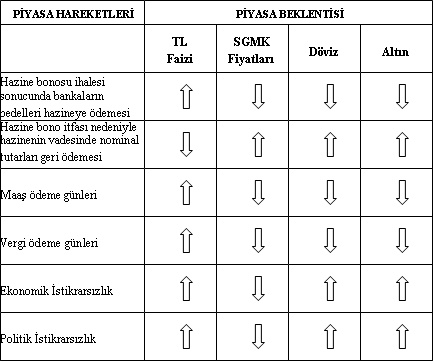 PİYASA HAREKETLERİ PİYASA BEKLENTİSİ
TL Faizi SGMK Fiyatları Döviz Altın
Hazine bonosu ihalesi
sonucunda bankaların
bedelleri hazineye ödemesi
Hazine bono itfası nedeniyle
hazinenin vadesinde nominal
tutarları geri ödemesi
Maaş ödeme günleri
Vergi ödeme günleri
Ekonomik İstikrarsızlık
Politik İstikrarsızlık